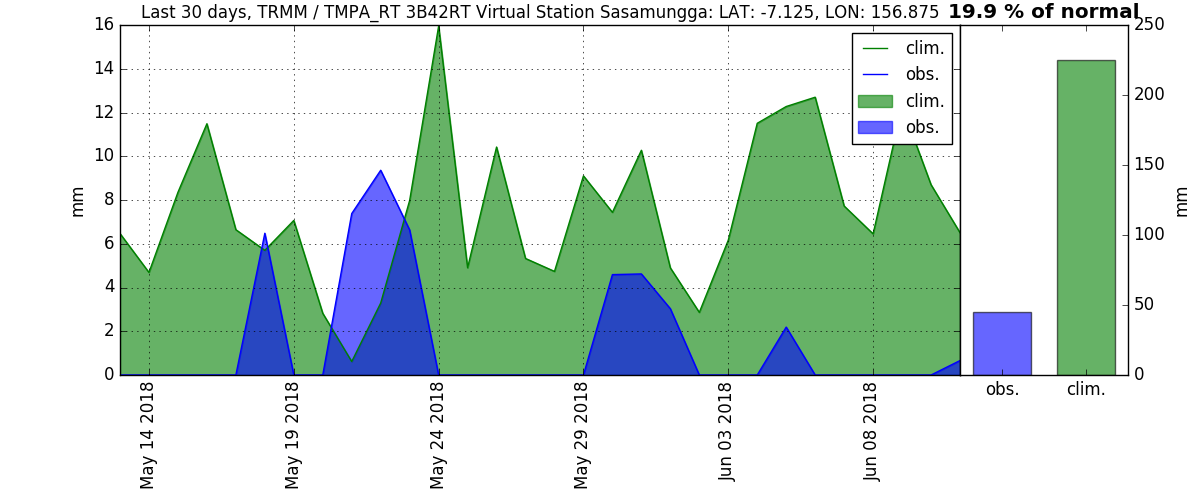 Last 30 days, TRMM / TMPA_RT 3B42RT Virtual Station Sasamungga: LAT: -7.125, LON: 156.875 19.9 % of normal
16
14
12
10
8
6
4
2
0
mm
clim.
obs.
clim.
obs.
May 14 2018
May 19 2018
May 24 2018
May 29 2018
Jun 03 2018
Jun 08 2018
250
200
150
100
50
0
mm
obs. clim.